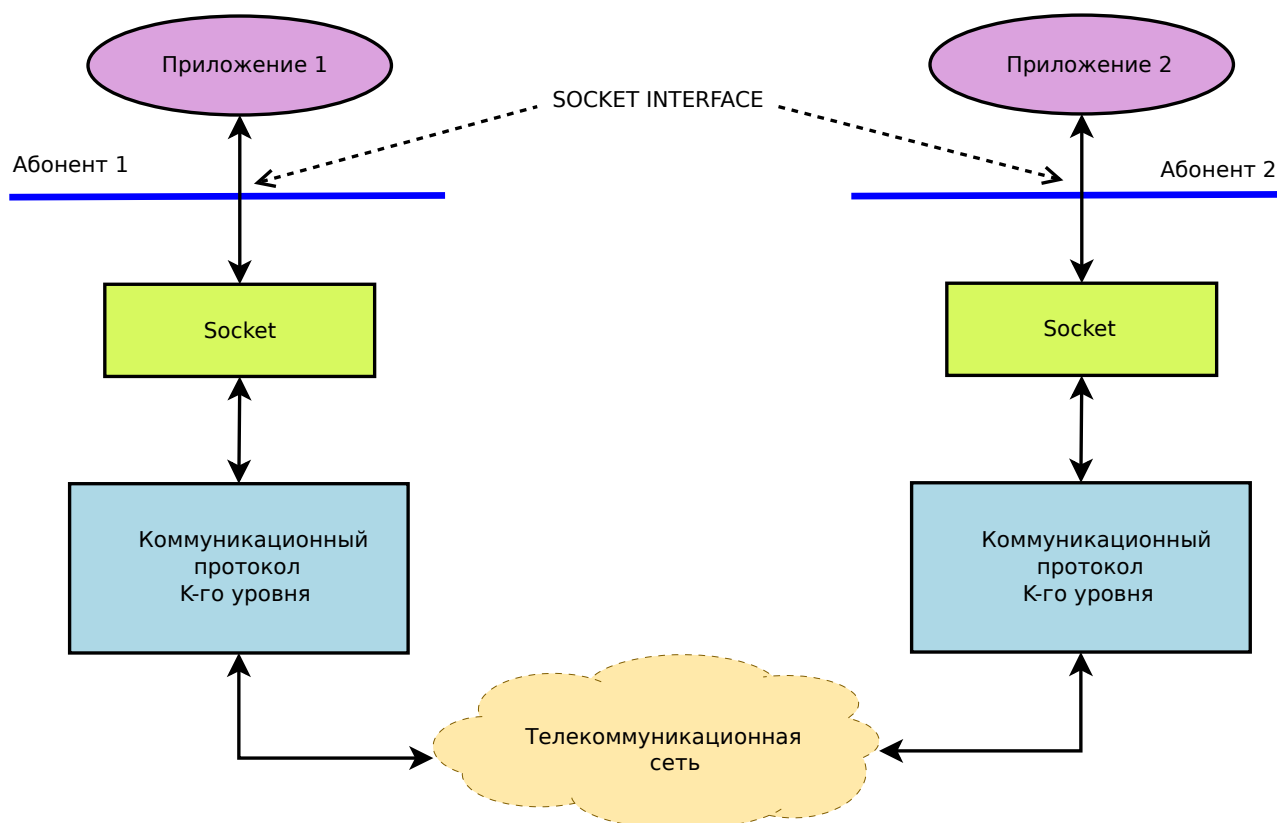 Приложение 1
Приложение 2
SOCKET INTERFACE
Абонент 1
Абонент 2
Socket
Socket
Коммуникационный
протокол
К-го уровня
Коммуникационный
протокол
К-го уровня
Телекоммуникационная
сеть